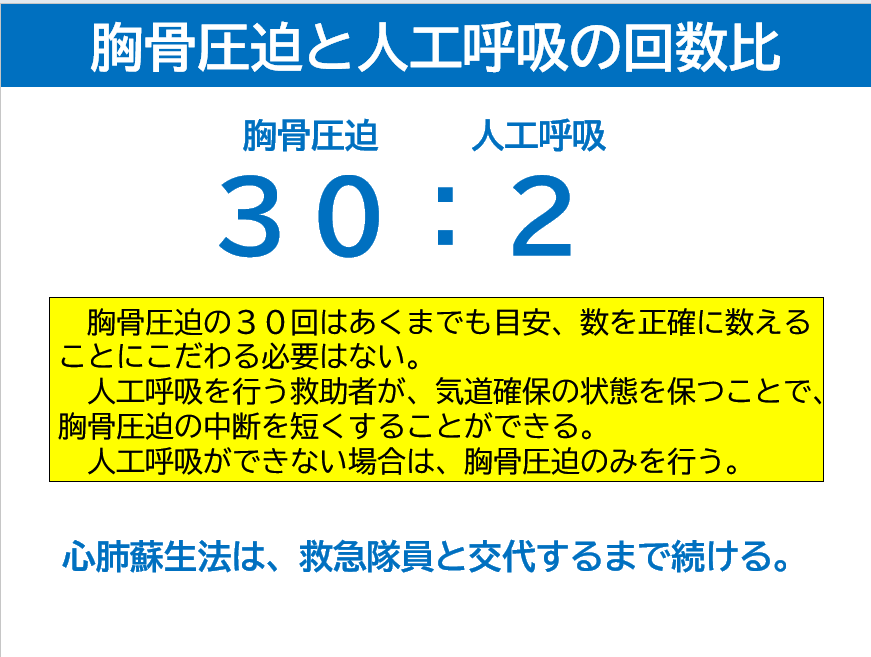 胸骨圧迫と人工呼吸の回数比
胸骨圧迫　　　人工呼吸
３０：２
　胸骨圧迫の３０回はあくまでも目安、数を正確に数える
ことにこだわる必要はない。
　人工呼吸を行う救助者が、気道確保の状態を保つことで、
胸骨圧迫の中断を短くすることができる。
　人工呼吸ができない場合は、胸骨圧迫のみを行う。
心肺蘇生法は、救急隊員と交代するまで続ける。